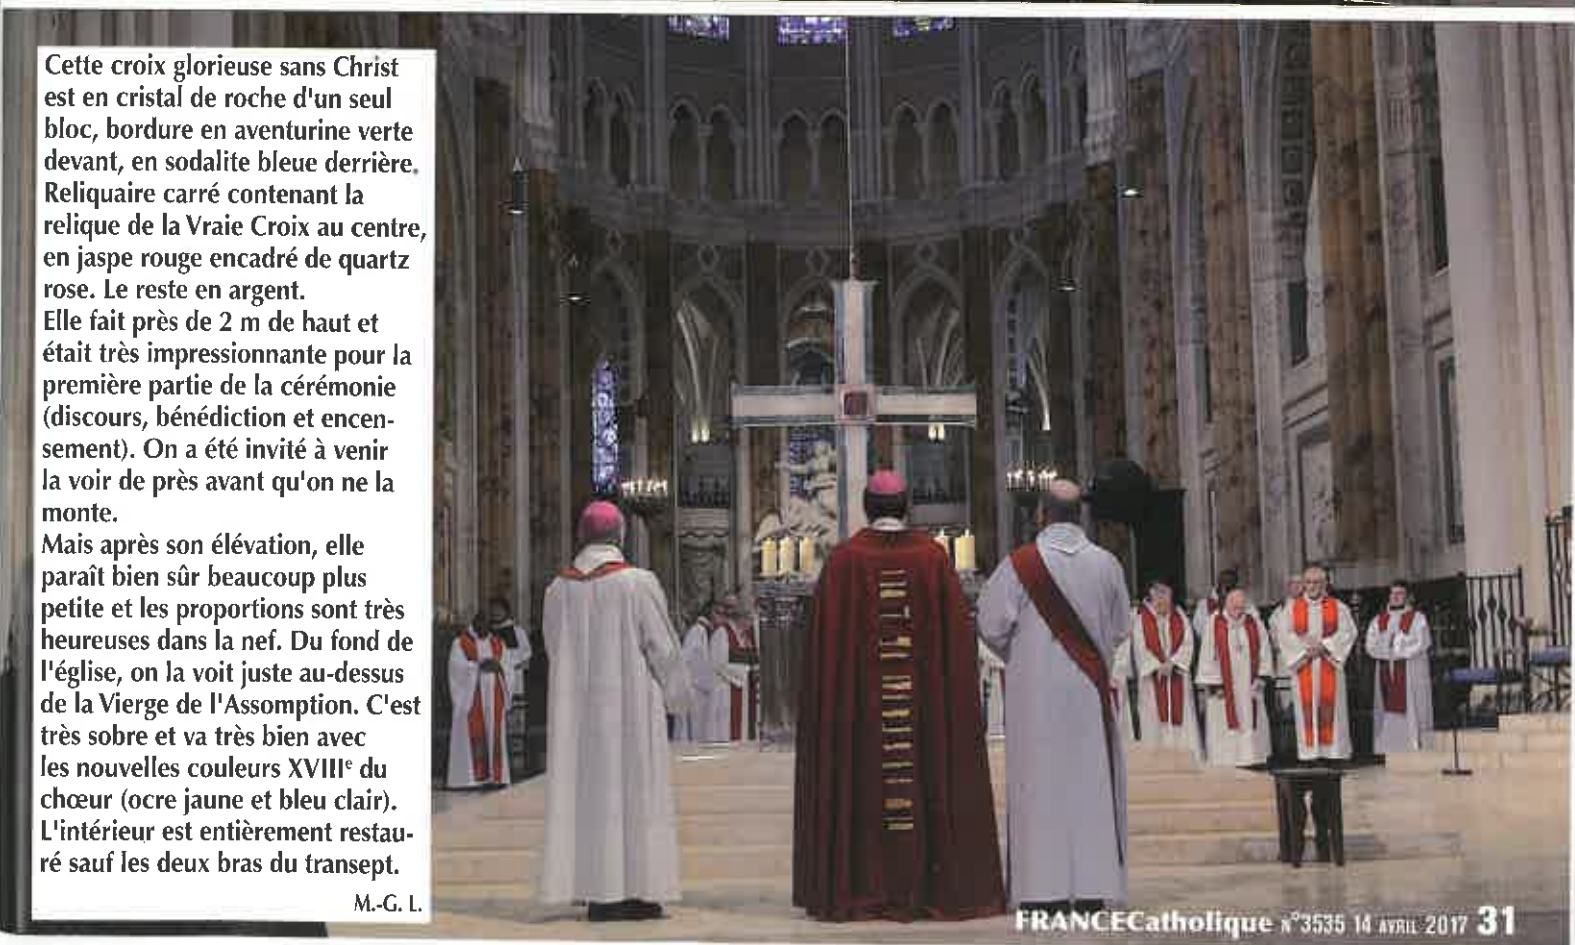 Cette croix glorieuse sans Christ
est en cristal de roche d'un seul
bloc, bordure en aventurine verte
devant, en sodalite bleue derrière.
Reliquaire carré contenant la
relique de la Vraie Croix au centre,
en jaspe rouge encadré de quartz
rose. Le reste en argent.
Elle fait près de 2 m de haut et
était très impressionnante pour la
première partie de la cérémonie
(discours, bénédiction et encen-
sement). On a été invité à venir
la voir de près avant qu'on ne la
monte.
Mais après son élévation, elle
paraît bien sûr beaucoup plus
petite et les proportions sont très
heureuses dans la nef. Du fond de
l'église, on la voit juste au-dessus
de la Vierge de l'Assomption. C'est
très sobre et va très bien avec
les nouvelles couleurs XVIIIe du
chœur (ocre jaune et bleu clair).
L'intérieur est entièrement restau-
ré sauf les deux bras du transept.
M.-G. L.
FRANCECatholique N°3535 14 AVRIL 2017 31